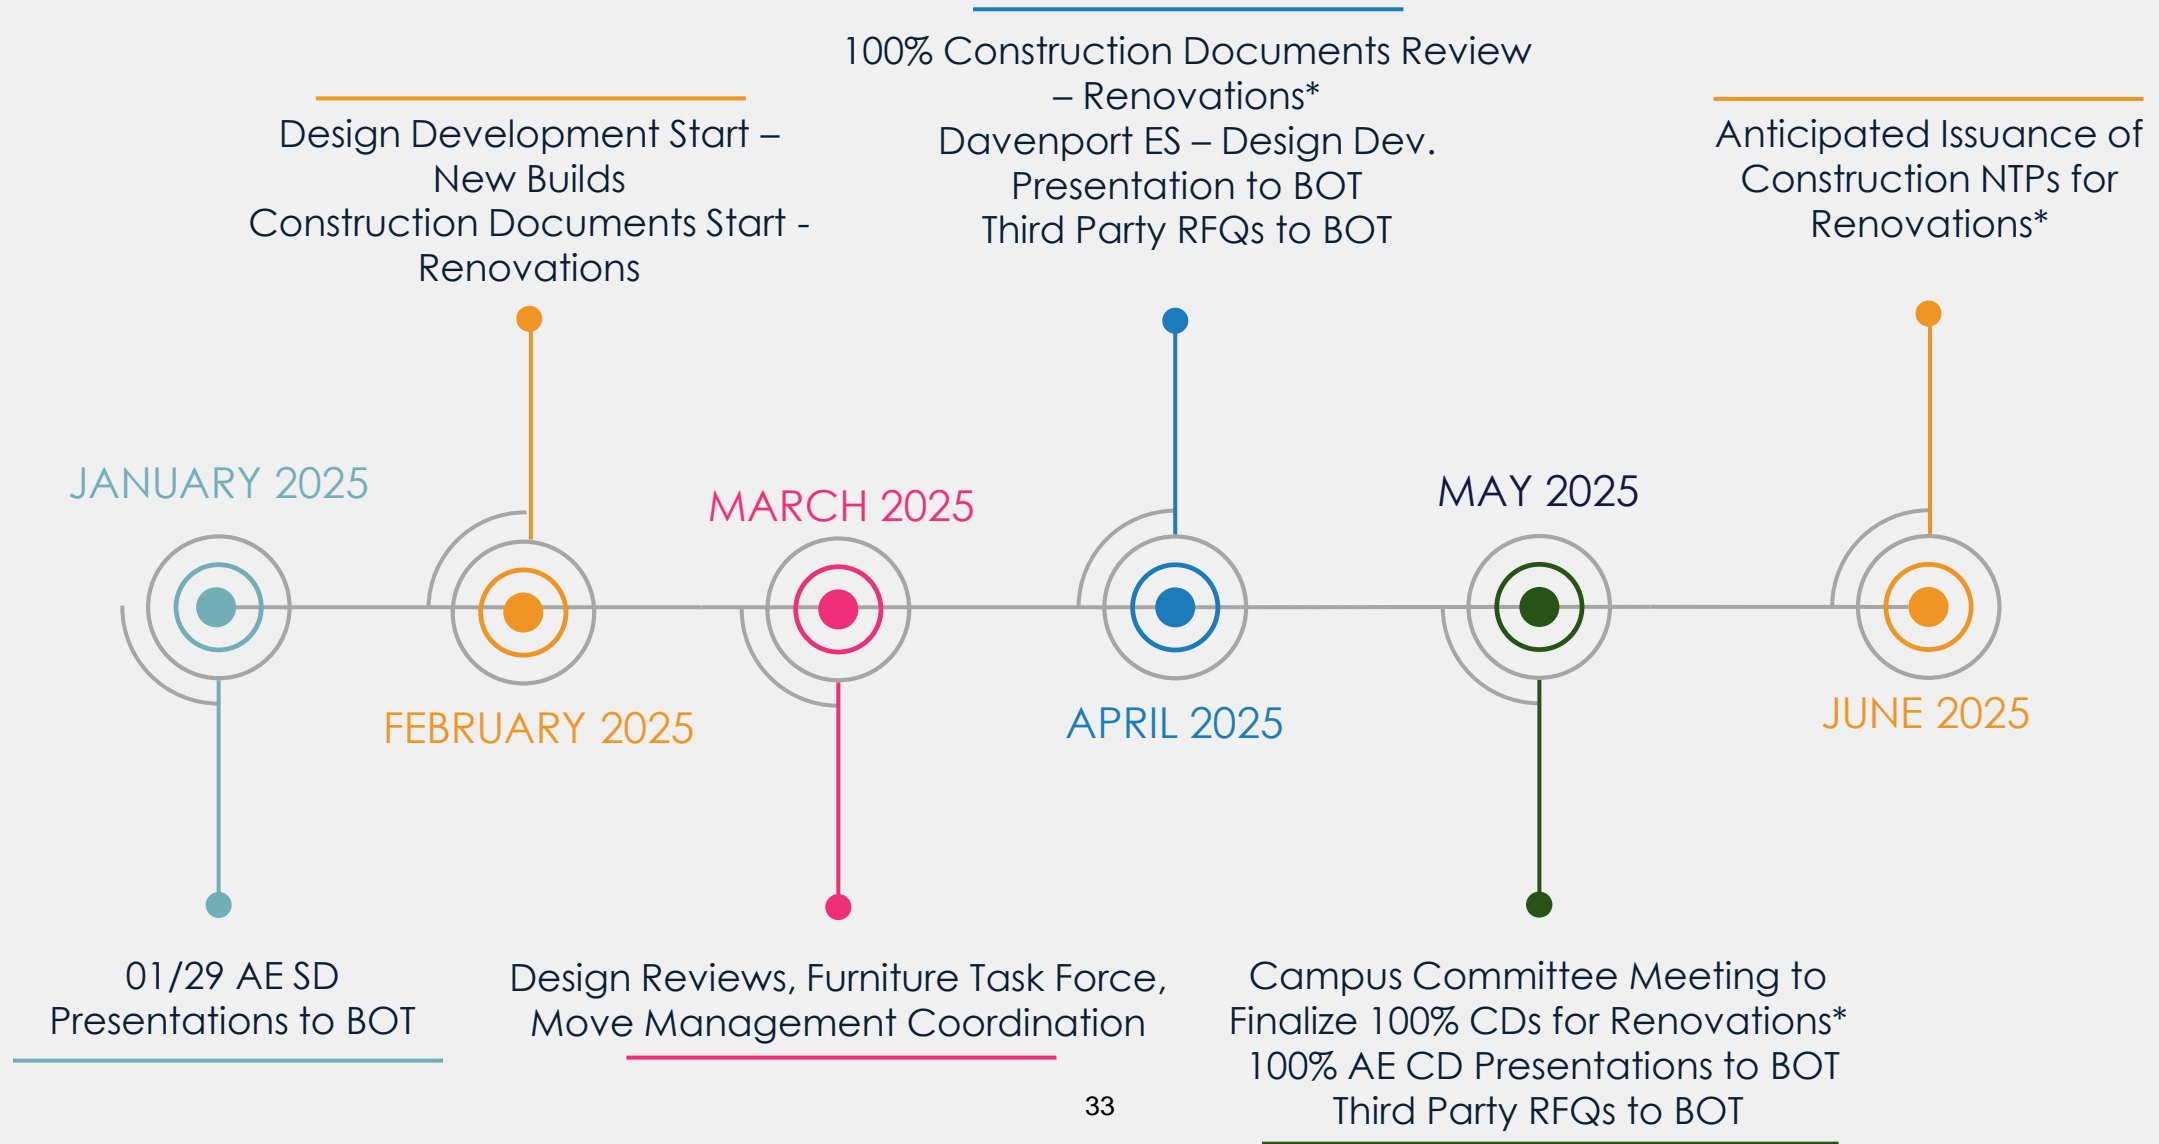 100% Construction Documents Review
– Renovations*
Davenport ES – Design Dev.
Presentation to BOT
Third Party RFQs to BOT
Design Development Start –
New Builds
Construction Documents Start -
Renovations
Anticipated Issuance of
Construction NTPs for
Renovations*
JANUARY 2025
MARCH 2025
MAY 2025
FEBRUARY 2025
APRIL 2025
JUNE 2025
01/29 AE SD
Presentations to BOT
Design Reviews, Furniture Task Force,
Move Management Coordination
Campus Committee Meeting to
Finalize 100% CDs for Renovations*
100% AE CD Presentations to BOT
Third Party RFQs to BOT
33